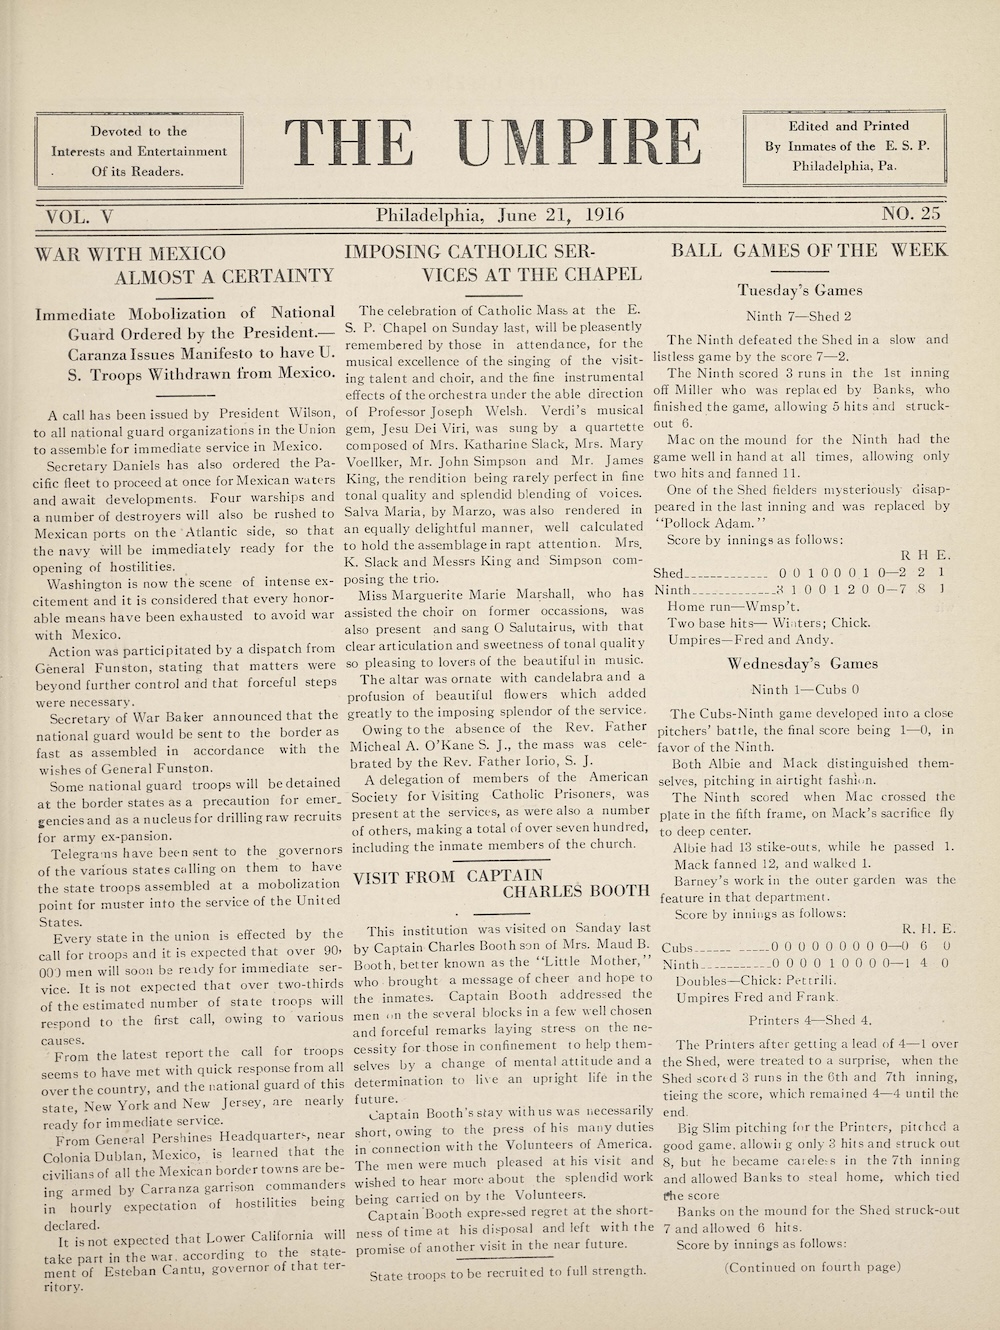 Devoted to the
Interests and Entertainment
Of its Readers.
THE UMPIRE
Edited and Printed
By Inmates of the E. S. P.
Philadelphia, Pa.
VOL. V
Philadelphia, June 21, 1916
NO. 25
WAR WITH MEXICO
ALMOST A CERTAINTY
Immediate Mobolization of National
Guard Ordered by the President.—
Caranza Issues Manifesto to have U.
S. Troops Withdrawn from Mexico.
A call has been issued by President Wilson,
to all national guard organizations in the Union
to assemble for immediate service in Mexico.
Secretary Daniels has also ordered the Pa-
cific fleet to proceed at once for Mexican waters
and await developments. Four warships and
a number of destroyers will also be rushed to
Mexican ports on the Atlantic side, so that
the navy will be immediately ready for the
opening of hostilities.
Washington is now the scene of intense ex-
citement and it is considered that every honor-
able means have been exhausted to avoid war
with Mexico.
Action was participitated by a dispatch from
General Funston, stating that matters were
beyond further control and that forceful steps
were necessary.
Secretary of War Baker announced that the
national guard would be sent to the border as
fast as assembled in accordance with the
wishes of General Funston.
Some national guard troops will be detained
at the border states as a precaution for emer-
gencies and as a nucleus for drilling raw recruits
for army ex-pansion.
Telegrams have been sent to the governors
of the various states calling on them to have
the state troops assembled at a mobolization
point for muster into the service of the United
States.
Every state in the union is effected by the
call for troops and it is expected that over 90,
000 men will soon be ready for immediate ser-
vice. It is not expected that over two-thirds
of the estimated number of state troops will
respond to the first call, owing to various
causes.
From the latest report the call for troops
seems to have met with quick response from all
over the country, and the national guard of this
state, New York and New Jersey, are nearly
ready for immediate service.
From General Pershines Headquarters, near
Colonia Dublan, Mexico, is learned that the
civilians of all the Mexican border towns are be-
ing armed by Carranza garrison commanders
in hourly expectation of hostilities being
declared.
It is not expected that Lower California will
take part in the war, according to the state-
ment of Esteban Cantu, governor of that ter-
ritory.
IMPOSING CATHOLIC SER-
VICES AT THE CHAPEL
The celebration of Catholic Mass at the E.
S. P. Chapel on Sunday last, will be pleasently
remembered by those in attendance, for the
musical excellence of the singing of the visit-
ing talent and choir, and the fine instrumental
effects of the orchestra under the able direction
of Professor Joseph Welsh. Verdi's musical
gem, Jesu Dei Viri, was sung by a quartette
composed of Mrs. Katharine Slack, Mrs. Mary
Voellker, Mr. John Simpson and Mr. James
King, the rendition being rarely perfect in fine
tonal quality and splendid blending of voices.
Salva Maria, by Marzo, was also rendered in
an equally delightful manner, well calculated
to hold the assemblage in rapt attention. Mrs.
K. Slack and Messrs King and Simpson com-
posing the trio.
Miss Marguerite Marie Marshall, who has
assisted the choir on former occassions, was
also present and sang O Salutairus, with that
clear articulation and sweetness of tonal quality
so pleasing to lovers of the beautiful in music.
The altar was ornate with candelabra and a
profusion of beautiful flowers which added
greatly to the imposing splendor of the service.
Owing to the absence of the Rev. Father
Micheal A. O'Kane S. J., the mass was cele-
brated by the Rev. Father Iorio, S. J.
A delegation of members of the American
Society for Visiting Catholic Prisoners, was
present at the services, as were also a number
of others, making a total of over seven hundred,
including the inmate members of the church.
VISIT FROM CAPTAIN
CHARLES BOOTH
This institution was visited on Sanday last
by Captain Charles Booth son of Mrs. Maud B.
Booth, better known as the "Little Mother,"
who brought a message of cheer and hope to
the inmates. Captain Booth addressed the
men on the several blocks in a few well chosen
and forceful remarks laying stress on the ne-
cessity for those in confinement to help them-
selves by a change of mental attitude and a
determination to live an upright life in the
future.
Captain Booth's stay with us was necessarily
short, owing to the press of his many duties
in connection with the Volunteers of America.
The men were much pleased at his visit and
wished to hear more about the splendid work
being carried on by the Volunteers.
Captain Booth expressed regret at the short-
ness of time at his disposal and left with the
promise of another visit in the near future.
State troops to be recruited to full strength.
BALL GAMES OF THE WEEK
Tuesday's Games
Ninth 7—Shed 2
The Ninth defeated the Shed in a slow and
listless game by the score 7—2.
The Ninth scored 3 runs in the 1st inning
off Miller who was replaced by Banks, who
finished the game, allowing 5 hits and struck-
out 6.
Mac on the mound for the Ninth had the
game well in hand at all times, allowing only
two hits and fanned 11.
One of the Shed fielders mysteriously disap-
peared in the last inning and was replaced by
"Pollock Adam."
Score by innings as follows:
R H E.
Shed------------- 0 0 1 0 0 0 1 0—2 2 1
Ninth-------------3 1 0 0 1 2 0 0—7 8 1
Home run—Wmsp't.
Two base hits— Winters; Chick.
Umpires—Fred and Andy.
Wednesday's Games
Ninth 1—Cubs 0
The Cubs-Ninth game developed into a close
pitchers' battle, the final score being 1—0, in
favor of the Ninth.
Both Albie and Mack distinguished them-
selves, pitching in airtight fashion.
The Ninth scored when Mac crossed the
plate in the fifth frame, on Mack's sacrifice fly
to deep center.
Albie had 13 stike-outs, while he passed 1.
Mack fanned 12, and walked 1.
Barney's work in the outer garden was the
feature in that department.
Score by innings as follows:
R. H. E.
Cubs------ -----0 0 0 0 0 0 0 0 0—0 6 0
Ninth-----------0 0 0 0 1 0 0 0 0—1 4 0
Doubles—Chick: Pettrili.
Umpires Fred and Frank.
Printers 4—Shed 4.
The Printers after getting a lead of 4—1 over
the Shed, were treated to a surprise, when the
Shed scored 3 runs in the 6th and 7th inning,
tieing the score, which remained 4—4 until the
end.
Big Slim pitching for the Printers, pitched a
good game, allowing only 3 hits and struck out
8, but he became careless in the 7th inning
and allowed Banks to steal home, which tied
the score
Banks on the mound for the Shed struck-out
7 and allowed 6 hits.
Score by innings as follows:
(Continued on fourth page)